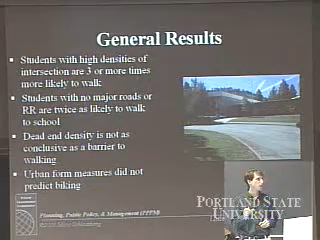 General Results
Students with high densities of
intersection are 3 or more times
more likely to walk
Students with no major roads or
RR are twice as likely to walk
to school
Dead end density is not as
conclusive as a barrier to
walking
Urban form measures did not
predict biking
Planning, Public Policy, & Management (PPPM)
PORTLAND STATE
UNIVERSITY